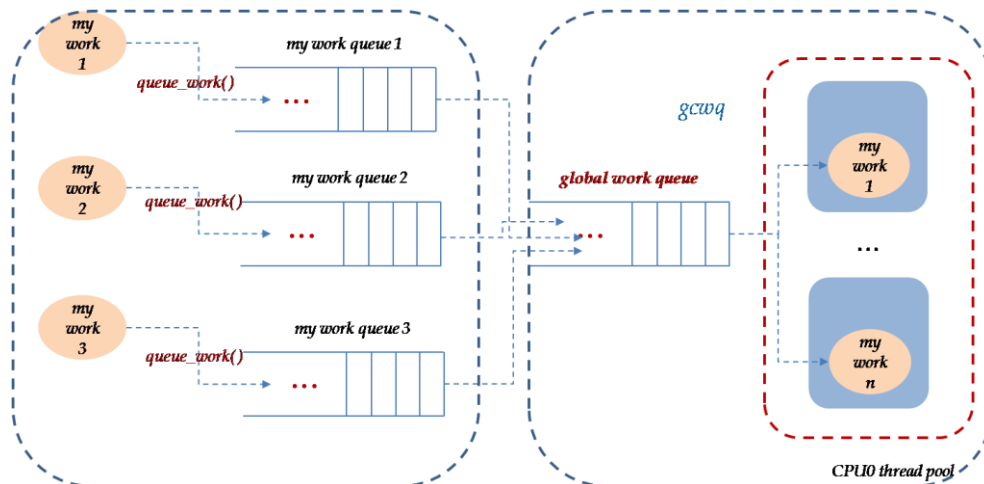 my
work
1
queue_work()
my work queue 1
...
my
work
2
queue_work()
my work queue 2
...
my
work
3
queue_work()
my work queue 3
...
gcwq
global work queue
...
my
work
1
...
my
work
n
CPU0 thread pool